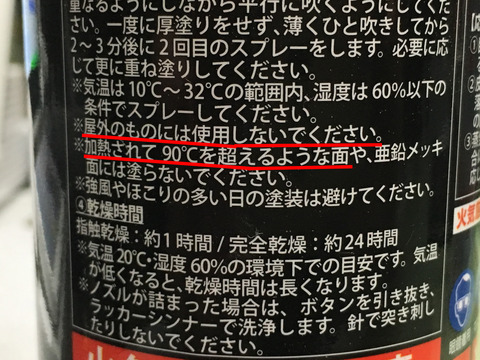 重なるようにしながら平行に吹くようにしてくだ
さい。一度に厚塗りをせず、薄くひと吹きしてから
2～3分後に2回目のスプレーをします。必要に応
じて更に重ね塗りしてください。
※気温は10℃～32℃の範囲内、湿度は60%以下の
条件でスプレーしてください。
※屋外のものには使用しないでください。
※加熱されて90℃を超えるような面や、亜鉛メッキ
面には塗らないでください。
※強風やほこりの多い日の塗装は避けてください。
④乾燥時間
指触乾燥：約1時間/完全乾燥：約24時間
※気温20℃・湿度60%の環境下での目安です。気温
が低くなると、乾燥時間は長くなります。
※ノズルが詰まった場合は、ボタンを引き抜き、
ラッカーシンナーで洗浄します。針で突き刺し
たりしないでください。
火気